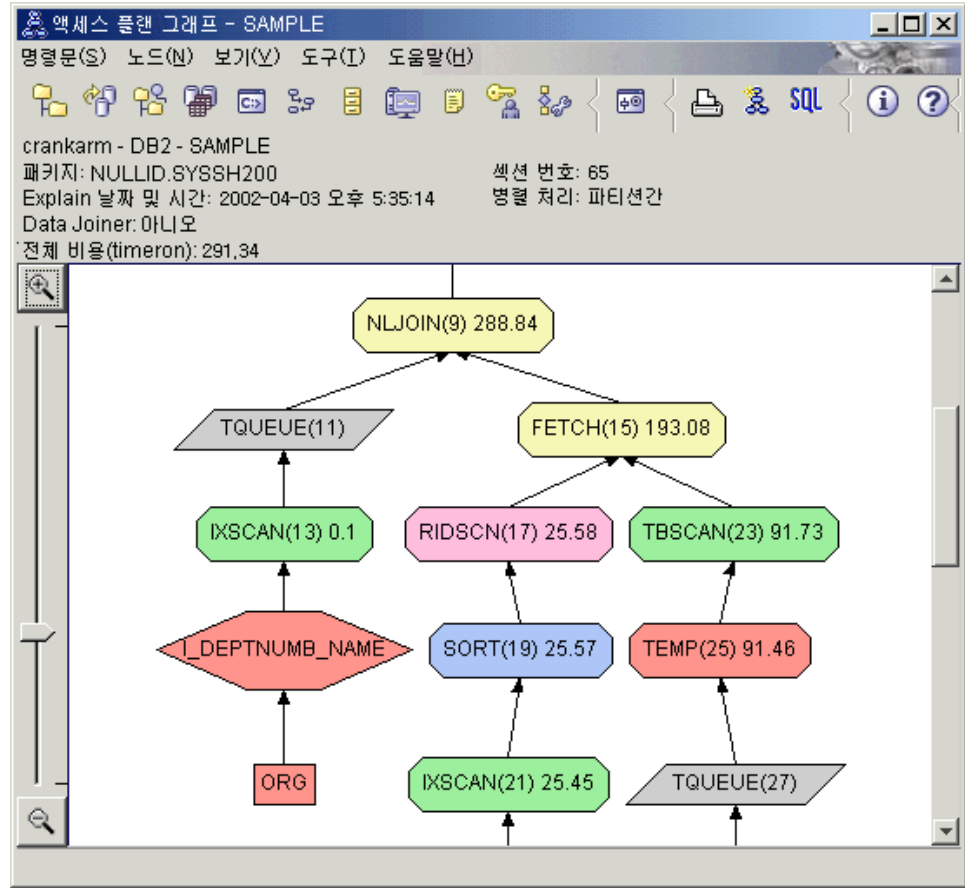 액세스 플랜 그래프 - SAMPLE
명령문(S) 노드(N) 보기(V) 도구(T) 도움말(H)
C:> SQL i ?
crankarm - DB2 - SAMPLE
패키지: NULLID.SYSSH200 섹션 번호: 65
Explain 날짜 및 시간: 2002-04-03 오후 5:35:14 병렬 처리: 파티션간
Data Joiner: 아니오
전체 비용(timeron): 291,34
NLJOIN(9) 288.84
TQUEUE(11) FETCH(15) 193.08
IXSCAN(13) 0.1 RIDSCN(17) 25.58 TBSCAN(23) 91.73
I_DEPTNUMB_NAME SORT(19) 25.57 TEMP(25) 91.46
ORG IXSCAN(21) 25.45 TQUEUE(27)